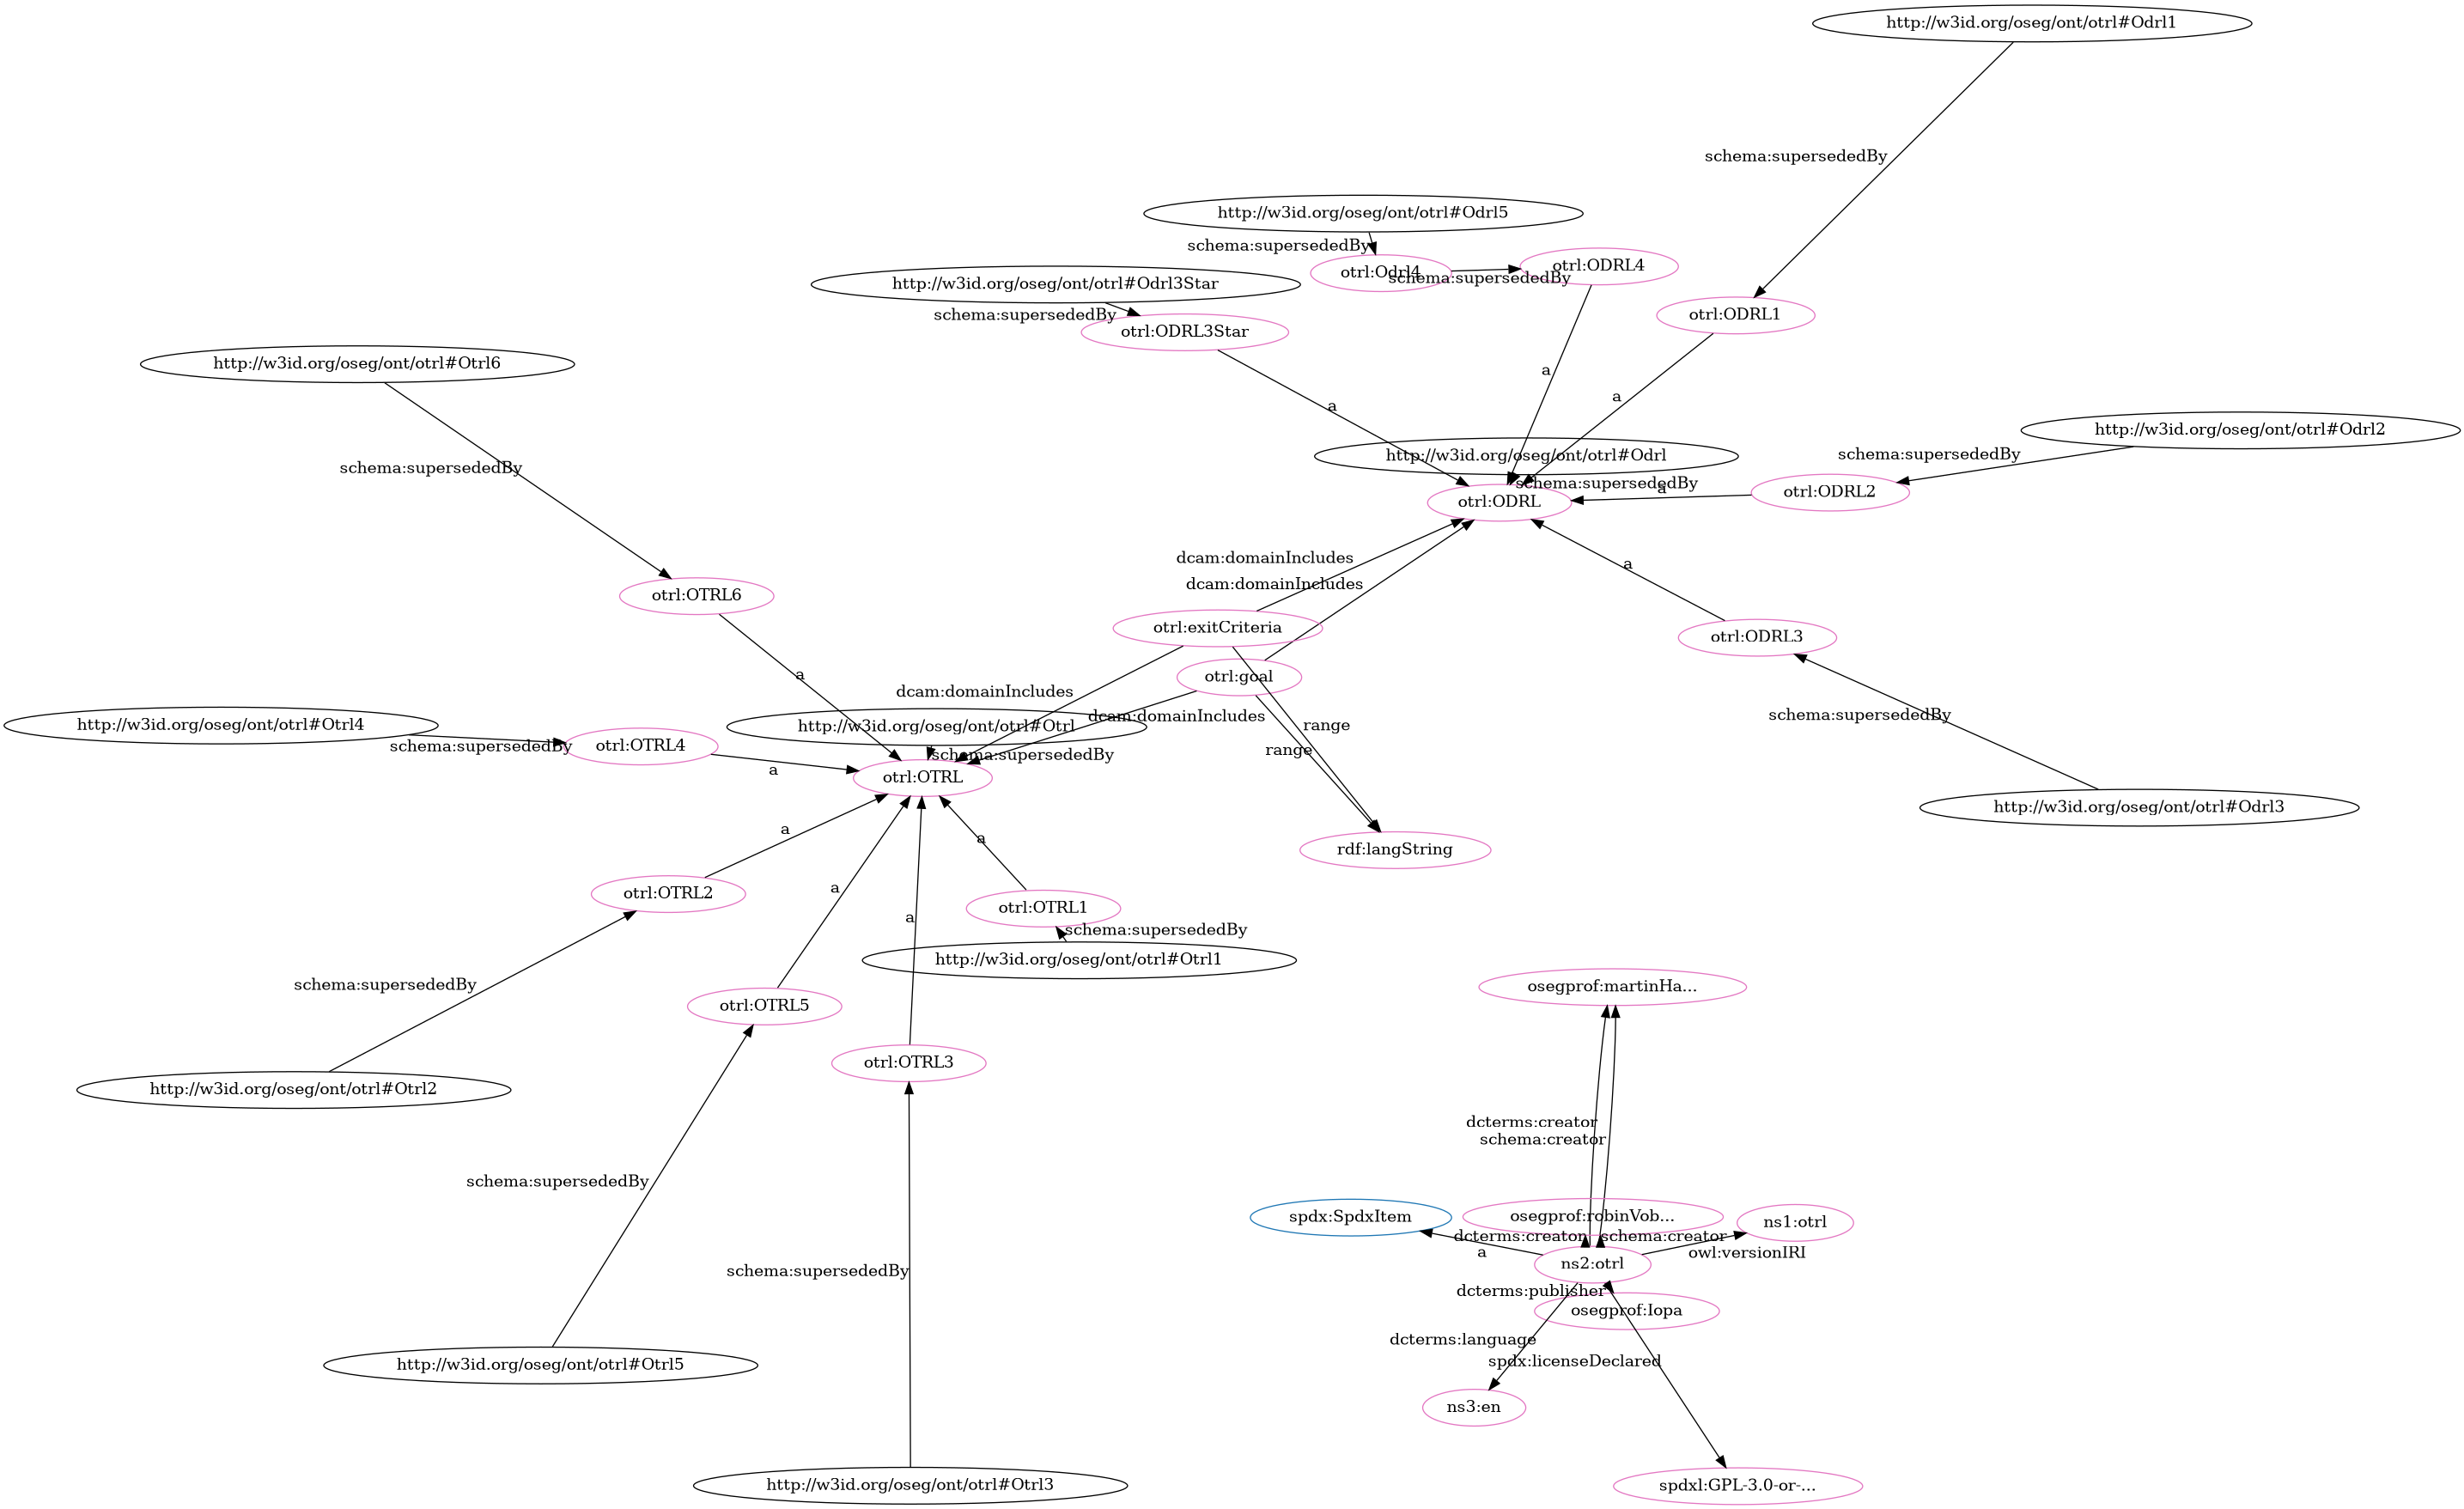 http://w3id.org/oseg/ont/otrl#Odrl1
schema:supersededBy
http://w3id.org/oseg/ont/otrl#Odrl5
schema:supersededBy
otrl:Odrl4
schema:supersededBy
otrl:ODRL4
http://w3id.org/oseg/ont/otrl#Odrl3Star
schema:supersededBy
otrl:ODRL3Star
otrl:ODRL1
http://w3id.org/oseg/ont/otrl#Otrl6
a
a
a
http://w3id.org/oseg/ont/otrl#Odrl2
schema:supersededBy
http://w3id.org/oseg/ont/otrl#Odrl
schema:supersededBy
schema:supersededBy
a
otrl:ODRL2
otrl:ODRL
dcam:domainIncludes
a
dcam:domainIncludes
otrl:OTRL6
otrl:exitCriteria
otrl:ODRL3
a
otrl:goal
dcam:domainIncludes
schema:supersededBy
dcam:domainIncludes
http://w3id.org/oseg/ont/otrl#Otrl4
http://w3id.org/oseg/ont/otrl#Otrl
range
schema:supersededBy
otrl:OTRL4
range
schema:supersededBy
a
otrl:OTRL
http://w3id.org/oseg/ont/otrl#Odrl3
a
a
rdf:langString
otrl:OTRL2
a
otrl:OTRL1
a
schema:supersededBy
http://w3id.org/oseg/ont/otrl#Otrl1
schema:supersededBy
osegprof:martinHa...
otrl:OTRL5
otrl:OTRL3
http://w3id.org/oseg/ont/otrl#Otrl2
dcterms:creator
schema:creator
schema:supersededBy
spdx:SpdxItem
osegprof:robinVob...
ns1:otrl
dcterms:creator
schema:creator
a
owl:versionIRI
ns2:otrl
schema:supersededBy
dcterms:publisher
osegprof:Iopa
dcterms:language
spdx:licenseDeclared
http://w3id.org/oseg/ont/otrl#Otrl5
ns3:en
http://w3id.org/oseg/ont/otrl#Otrl3
spdxl:GPL-3.0-or-...